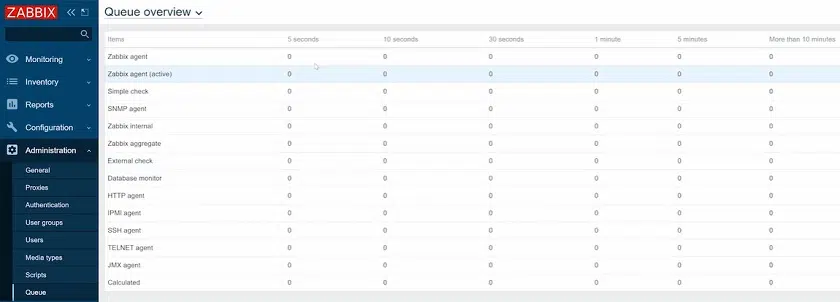 ZABBIX
Queue overview
Monitoring
Inventory
Reports
Configuration
Administration
General
Proxies
Authentication
User groups
Users
Media types
Scripts
Queue
Items 5 seconds 10 seconds 30 seconds 1 minute 5 minutes More than 10 minutes
Zabbix agent 0 0 0 0 0 0
Zabbix agent (active) 0 0 0 0 0 0
Simple check 0 0 0 0 0 0
SNMP agent 0 0 0 0 0 0
Zabbix internal 0 0 0 0 0 0
Zabbix aggregate 0 0 0 0 0 0
External check 0 0 0 0 0 0
Database monitor 0 0 0 0 0 0
HTTP agent 0 0 0 0 0 0
IPMI agent 0 0 0 0 0 0
SSH agent 0 0 0 0 0 0
TELNET agent 0 0 0 0 0 0
JMX agent 0 0 0 0 0 0
Calculated 0 0 0 0 0 0